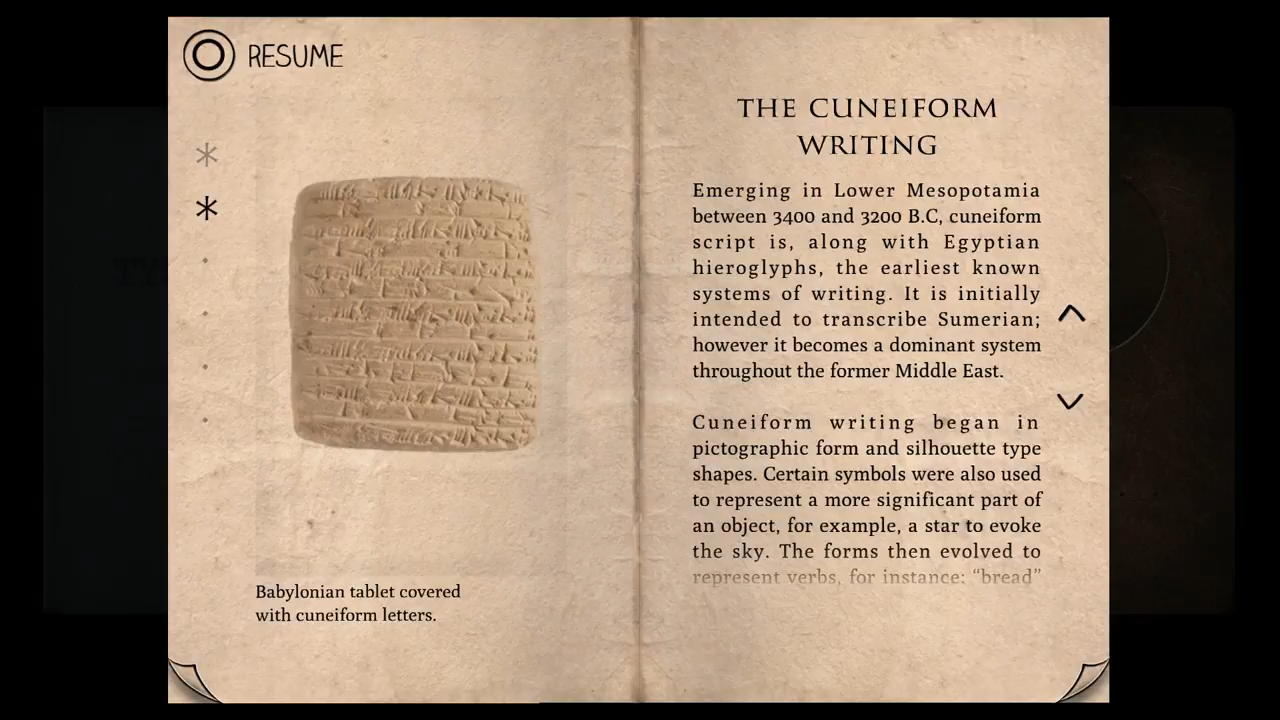 RESUME
Babylonian tablet covered
with cuneiform letters.
THE CUNEIFORM
WRITING
Emerging in Lower Mesopotamia
between 3400 and 3200 B.C, cuneiform
script is, along with Egyptian
hieroglyphs, the earliest known
systems of writing. It is initially
intended to transcribe Sumerian;
however it becomes a dominant system
throughout the former Middle East.
Cuneiform writing began in
pictographic form and silhouette type
shapes. Certain symbols were also used
to represent a more significant part of
an object, for example, a star to evoke
the sky. The forms then evolved to
represent verbs, for instance: “bread”